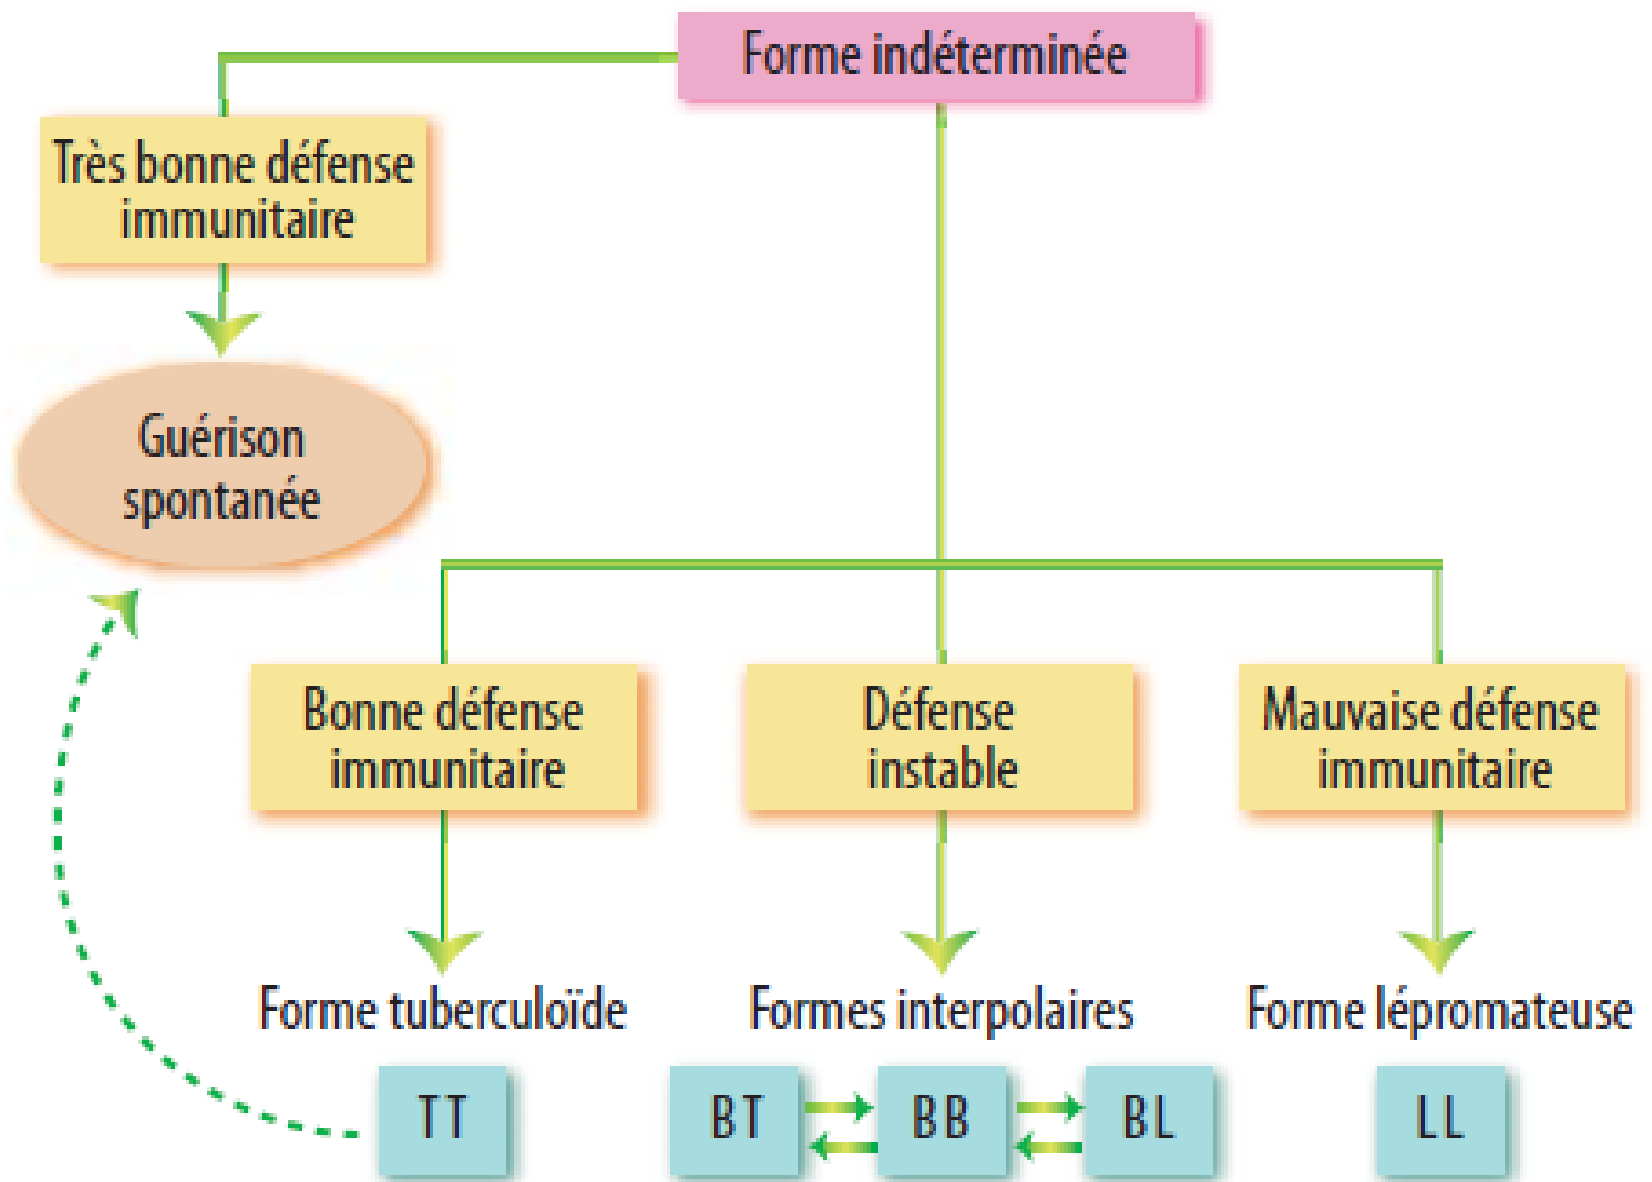 Forme indéterminée
Très bonne défense
immunitaire
Guérison
spontanée
Bonne défense
immunitaire
Défense
instable
Mauvaise défense
immunitaire
Forme tuberculoïde
Formes interpolaires
Forme lépromateuse
TT
BT
BB
BL
LL